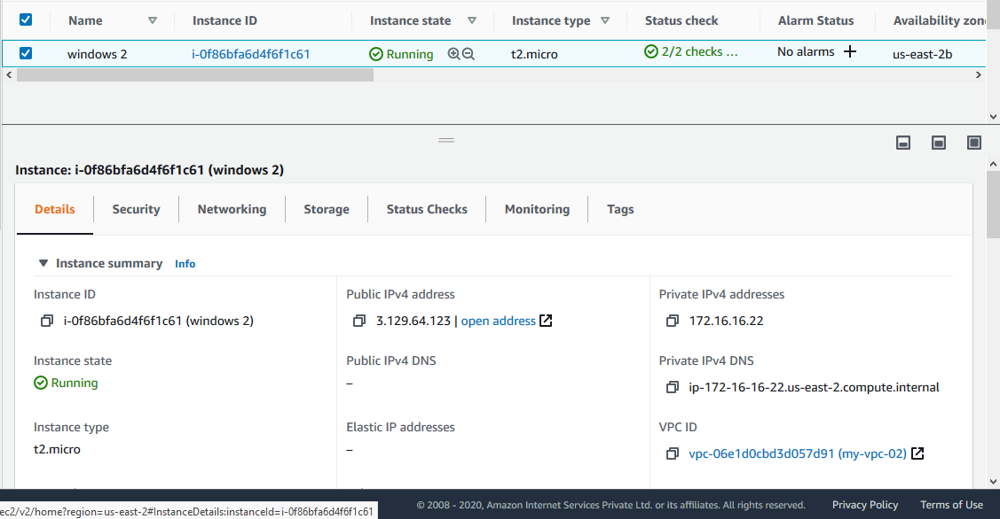 Name Instance ID Instance state Instance type Status check Alarm Status Availability zon
windows 2 i-0f86bfa6d4f6f1c61 Running t2.micro 2/2 checks ... No alarms + us-east-2b
Instance: i-0f86bfa6d4f6f1c61 (windows 2)
Details Security Networking Storage Status Checks Monitoring Tags
Instance summary Info
Instance ID Public IPv4 address Private IPv4 addresses
i-0f86bfa6d4f6f1c61 (windows 2) 3.129.64.123 | open address 172.16.16.22
Instance state Public IPv4 DNS Private IPv4 DNS
Running – ip-172-16-16-22.us-east-2.compute.internal
Instance type Elastic IP addresses VPC ID
t2.micro – vpc-06e1d0cbd3d057d91 (my-vpc-02)
ec2/v2/home?region=us-east-2#InstanceDetails:instanceId=i-0f86bfa6d4f6f1c61 © 2008 - 2020, Amazon Internet Services Private Ltd. or its affiliates. All rights reserved. Privacy Policy Terms of Use